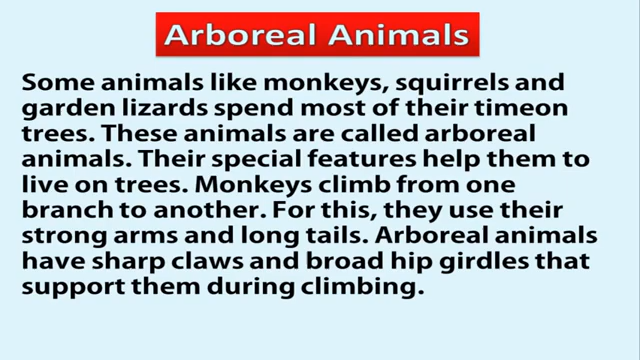 Arboreal Animals
Some animals like monkeys, squirrels and
garden lizards spend most of their timeon
trees. These animals are called arboreal
animals. Their special features help them to
live on trees. Monkeys climb from one
branch to another. For this, they use their
strong arms and long tails. Arboreal animals
have sharp claws and broad hip girdles that
support them during climbing.